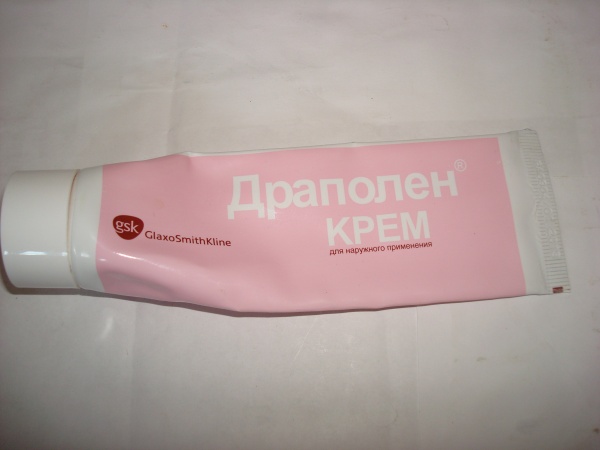 Драполен®
КРЕМ
для наружного применения
gsk
GlaxoSmithKline